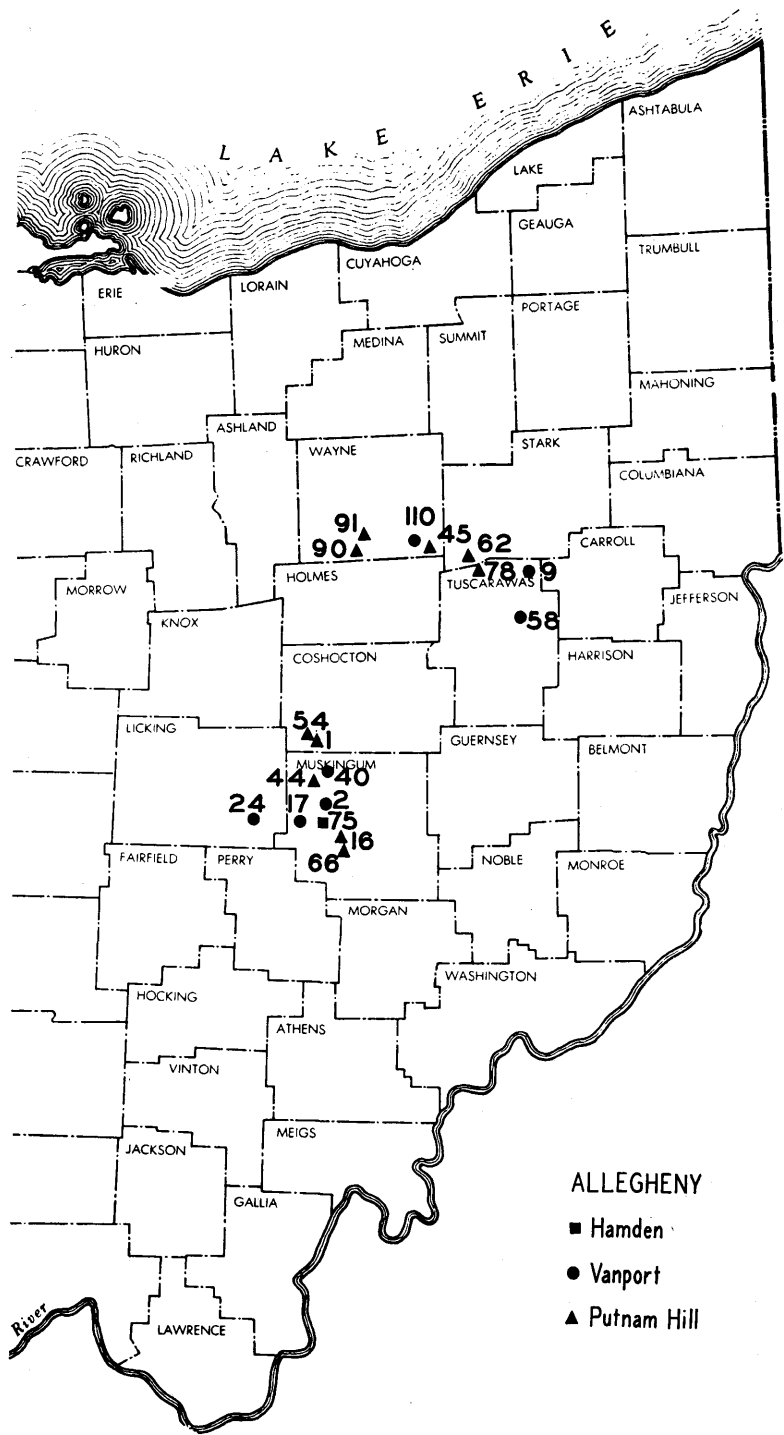 LAKE ERIE
ASHTABULA
LAKE
GEAUGA
TRUMBULL
CUYAHOGA
LORAIN
ERIE
PORTAGE
MEDINA
SUMMIT
HURON
MAHONING
ASHLAND
WAYNE
STARK
CRAWFORD
RICHLAND
COLUMBIANA
91
110
45
62
CARROLL
90
78
9
HOLMES
TUSCARAWAS
MORROW
JEFFERSON
KNOX
58
COSHOCTON
HARRISON
54
1
LICKING
GUERNSEY
BELMONT
MUSKINGUM
44
40
24
17
2
75
16
66
FAIRFIELD
PERRY
NOBLE
MONROE
MORGAN
WASHINGTON
HOCKING
ATHENS
VINTON
MEIGS
JACKSON
GALLIA
ALLEGHENY
Hamden
Vanport
Putnam Hill
River
LAWRENCE